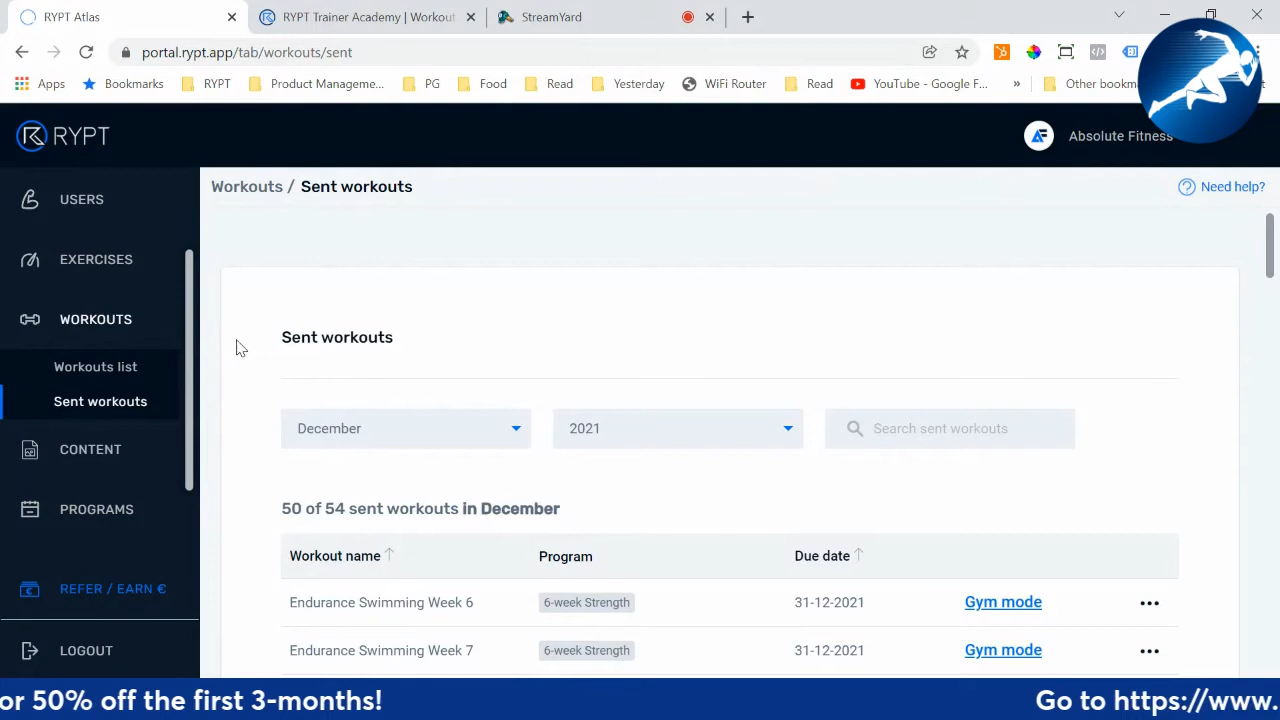 RYPT Atlas
RYPT Trainer Academy | Workout
StreamYard
portal.rypt.app/tab/workouts/sent
Apps
Bookmarks
RYPT
Product Management...
PG
Food
Read
Yesterday
WiFi Router
Read
YouTube - Google F...
»
Other bookm
RYPT
Absolute Fitness
USERS
EXERCISES
WORKOUTS
Workouts list
Sent workouts
CONTENT
PROGRAMS
REFER / EARN €
LOGOUT
Workouts / Sent workouts
Need help?
Sent workouts
December
2021
Search sent workouts
50 of 54 sent workouts in December
Workout name Program Due date
Endurance Swimming Week 6 6-week Strength 31-12-2021 Gym mode
Endurance Swimming Week 7 6-week Strength 31-12-2021 Gym mode
or 50% off the first 3-months!
Go to https://www.